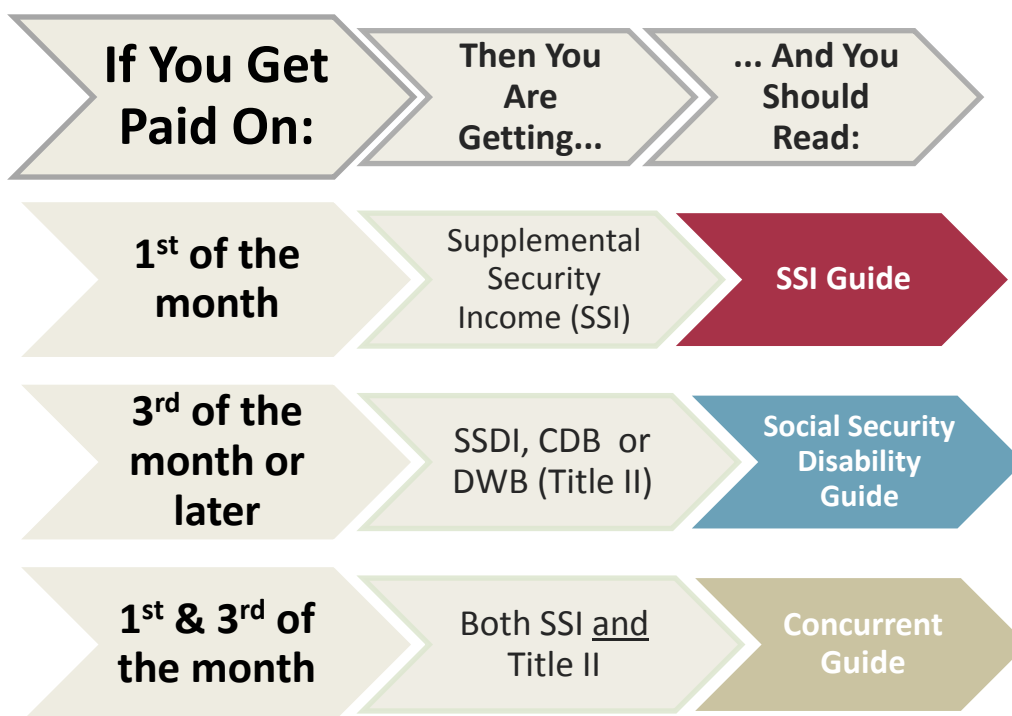 If You Get
Paid On:
Then You
Are
Getting...
... And You
Should
Read:
1st of the
month
Supplemental
Security
Income (SSI)
SSI Guide
3rd of the
month or
later
SSDI, CDB or
DWB (Title II)
Social Security
Disability
Guide
1st & 3rd of
the month
Both SSI and
Title II
Concurrent
Guide